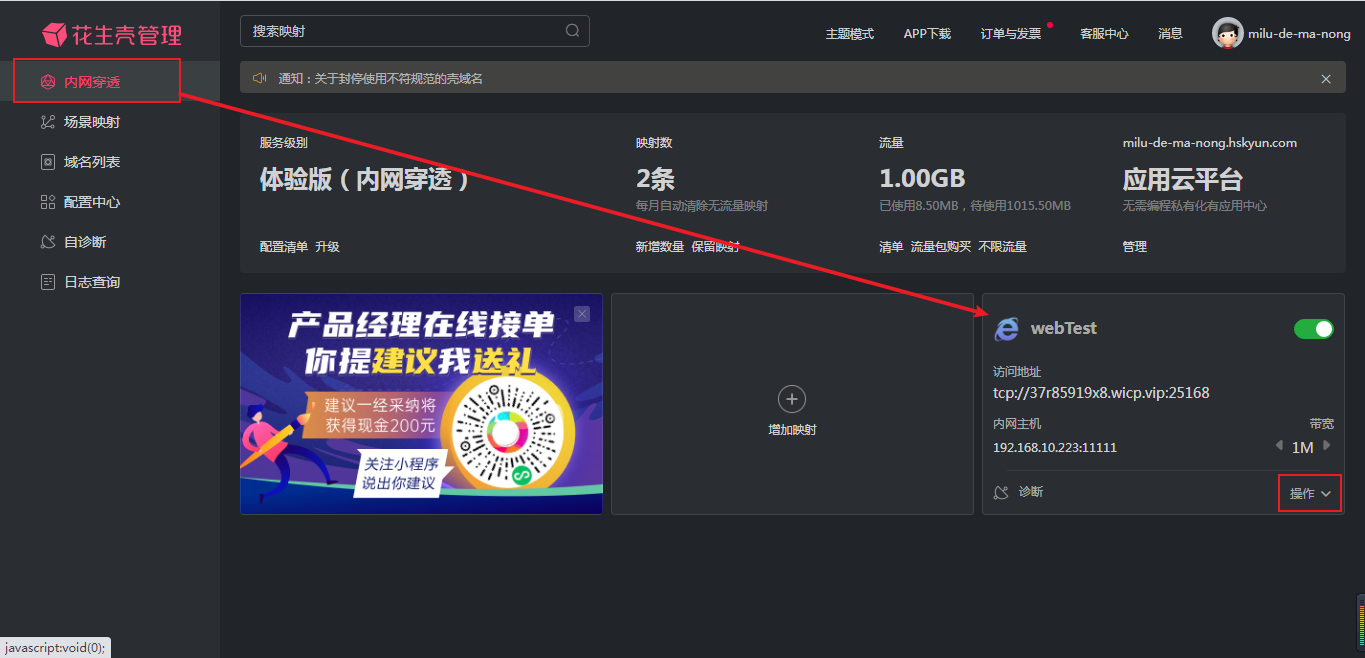 花生壳管理
搜索映射
主题模式
APP下载
订单与发票
客服中心
消息
milu-de-ma-nong
内网穿透
场景映射
域名列表
配置中心
自诊断
日志查询
通知：关于封停使用不符规范的壳域名
服务级别
体验版（内网穿透）
配置清单 升级
映射数
2条
每月自动清除无流量映射
新增数量 保留映射
流量
1.00GB
已使用8.50MB，待使用1015.50MB
清单 流量包购买 不限流量
milu-de-ma-nong.hskyun.com
应用云平台
无需编程私有化有应用中心
管理
产品经理在线接单
你提建议我送礼
建议一经采纳将
获得现金200元
关注小程序
说出你建议
增加映射
webTest
访问地址
tcp://37r85919x8.wicp.vip:25168
内网主机
带宽
192.168.10.223:11111
1M
诊断
操作
javascript:void(0);